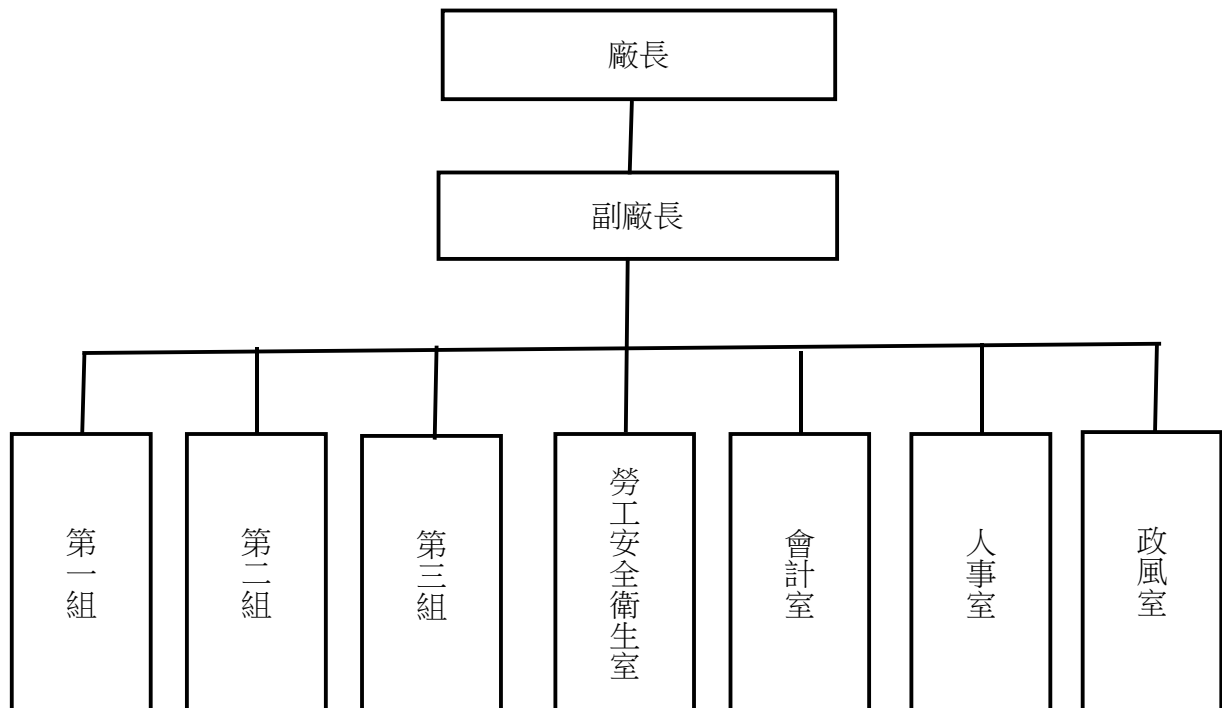 廠長
副廠長
第一組
第二組
第三組
勞工安全衛生室
會計室
人事室
政風室